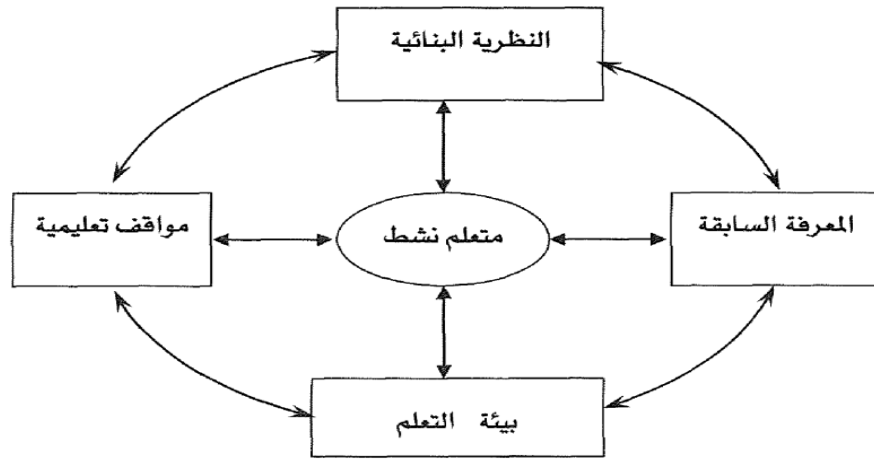 النظرية البنائية
المعرفة السابقة
متعلم نشط
مواقف تعليمية
بيئة التعلم